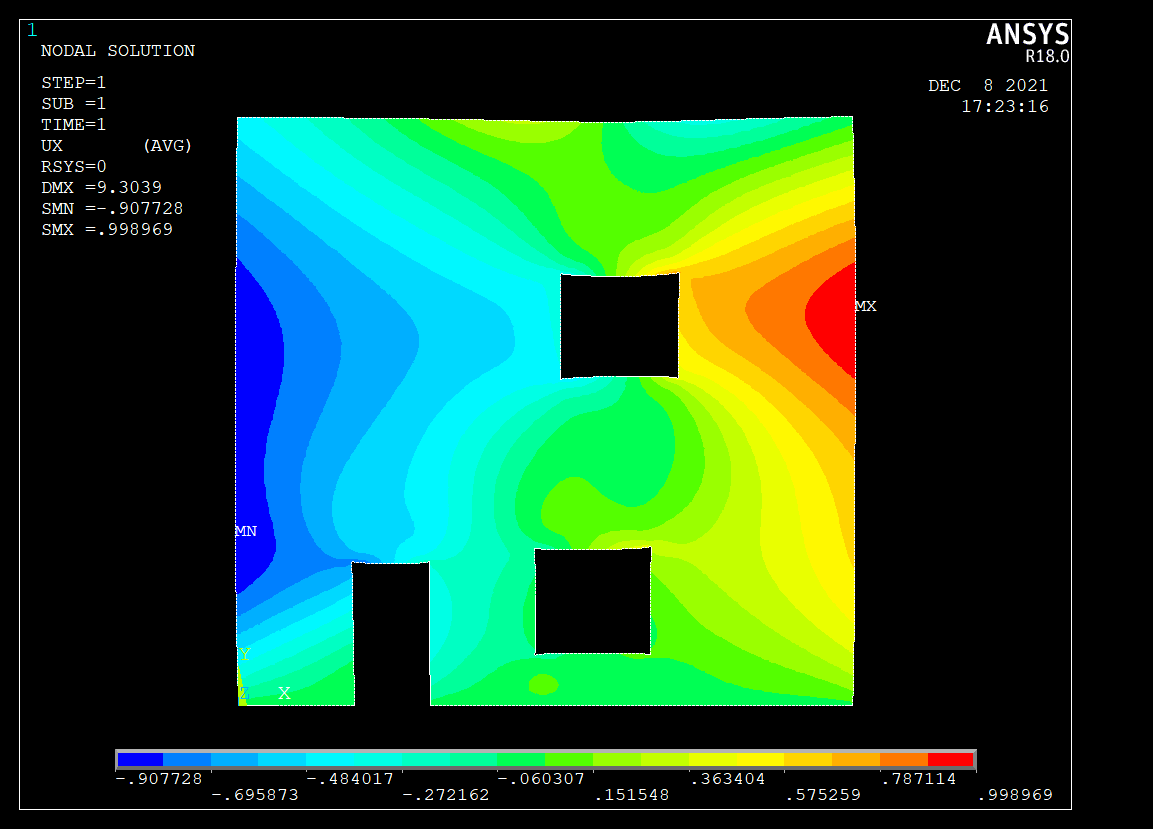 1
ANSYS
R18.0
NODAL SOLUTION
STEP=1
SUB =1
TIME=1
UX (AVG)
RSYS=0
DMX =9.3039
SMN =-.907728
SMX =.998969
DEC 8 2021
17:23:16
MX
MN
Y
Z X
-.907728 -.484017 -.060307 .363404 .787114
-.695873 -.272162 .151548 .575259 .998969